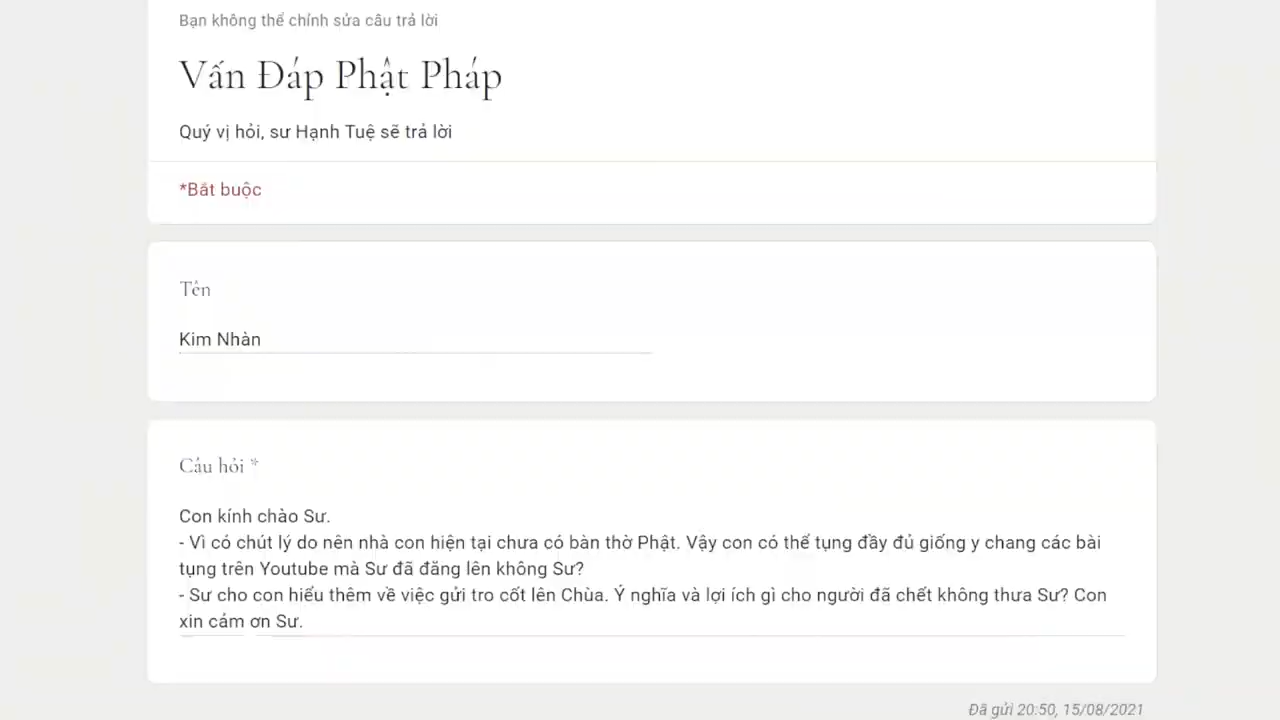 Bạn không thể chỉnh sửa câu trả lời
Vấn Đáp Phật Pháp
Quý vị hỏi, sư Hạnh Tuệ sẽ trả lời
*Bắt buộc
Tên
Kim Nhàn
Câu hỏi *
Con kính chào Sư.
- Vì có chút lý do nên nhà con hiện tại chưa có bàn thờ Phật. Vậy con có thể tụng đầy đủ giống y chang các bài
tụng trên Youtube mà Sư đã đăng lên không Sư?
- Sư cho con hiểu thêm về việc gửi tro cốt lên Chùa. Ý nghĩa và lợi ích gì cho người đã chết không thưa Sư? Con
xin cám ơn Sư.
Đã gửi 20:50, 15/08/2021